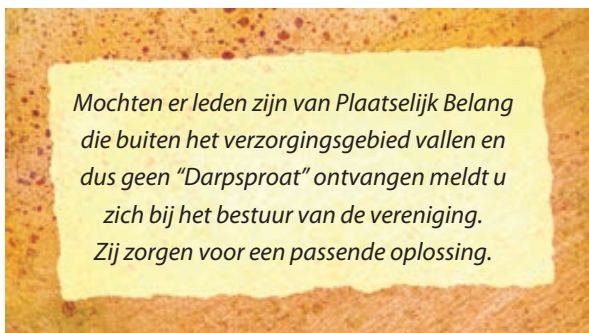 Mochten er leden zijn van Plaatselijk Belang
die buiten het verzorgingsgebied vallen en
dus geen “Darpsproat” ontvangen meldt u
zich bij het bestuur van de vereniging.
Zij zorgen voor een passende oplossing.